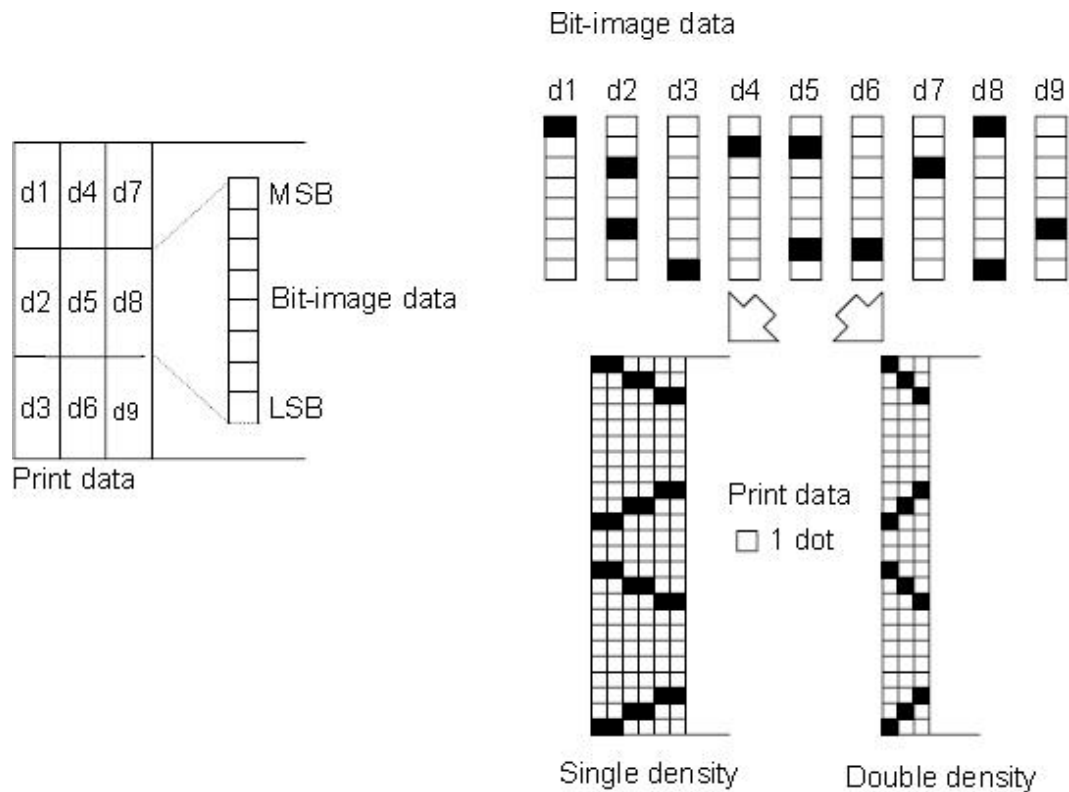 Bit-image data
d1 d2 d3 d4 d5 d6 d7 d8 d9
d1 d4 d7
d2 d5 d8
d3 d6 d9
Print data
MSB
Bit-image data
LSB
Print data
1 dot
Single density
Double density